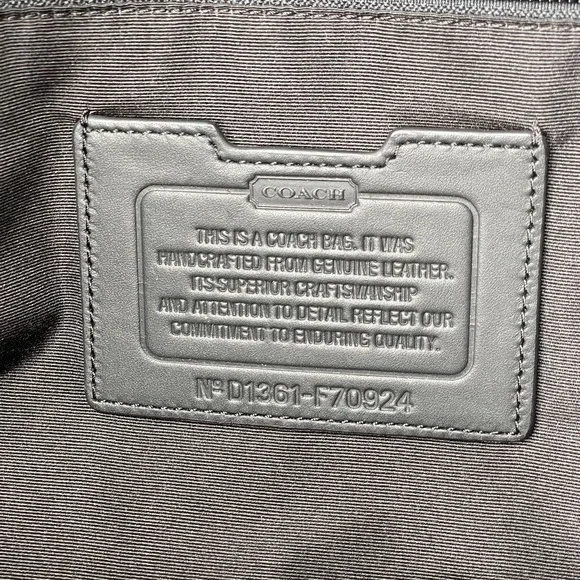 COACH
THIS IS A COACH BAG. IT WAS
HANDCRAFTED FROM GENUINE LEATHER.
ITS SUPERIOR CRAFTSMANSHIP
AND ATTENTION TO DETAIL REFLECT OUR
COMMITMENT TO ENDURING QUALITY.
Nº D1361-F70924